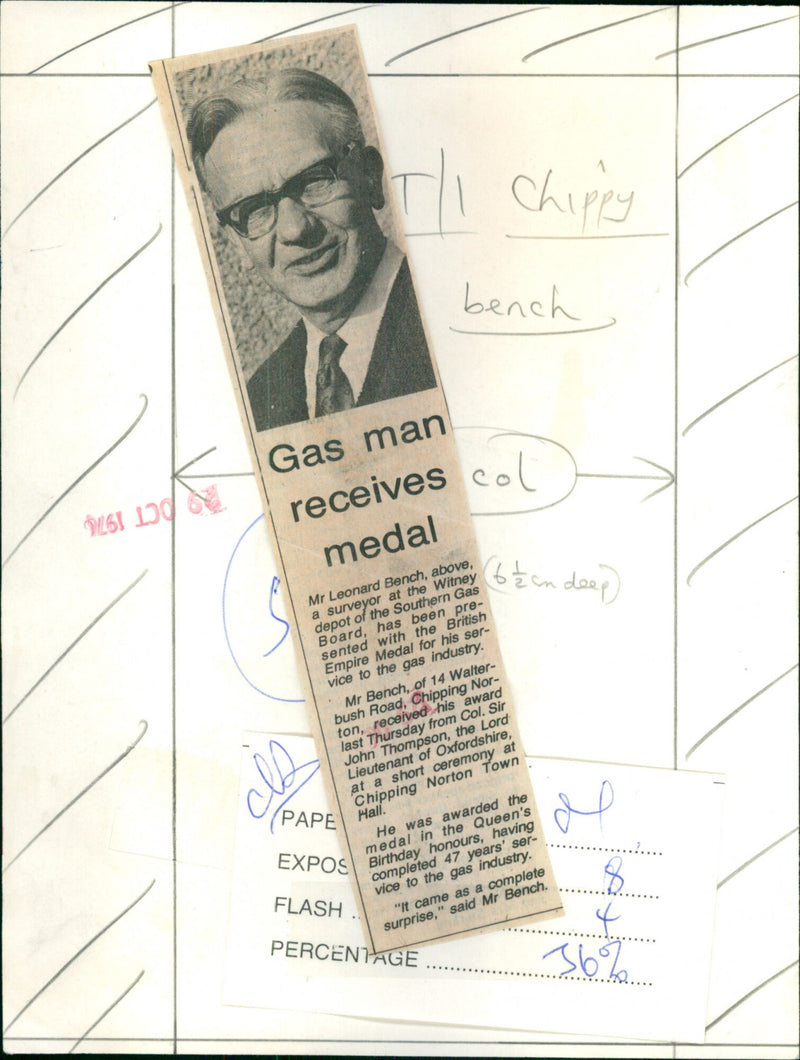 T/1 Chippy
bench
col
(6½ cm deep)
29 OCT 1976
5
Gas man
receives
medal
Mr Leonard Bench, above,
a surveyor at the Witney
depot of the Southern Gas
Board, has been pre-
sented with the British
Empire Medal for his ser-
vice to the gas industry.
Mr Bench, of 14 Walter-
bush Road, Chipping Nor-
ton, received his award
last Thursday from Col. Sir
John Thompson, the Lord
Lieutenant of Oxfordshire,
at a short ceremony at
Chipping Norton Town
Hall.
He was awarded the
medal in the Queen's
Birthday honours, having
completed 47 years' ser-
vice to the gas industry.
"It came as a complete
surprise," said Mr Bench.
PAPE
EXPOS 8
FLASH .. 4
PERCENTAGE ........ 36%